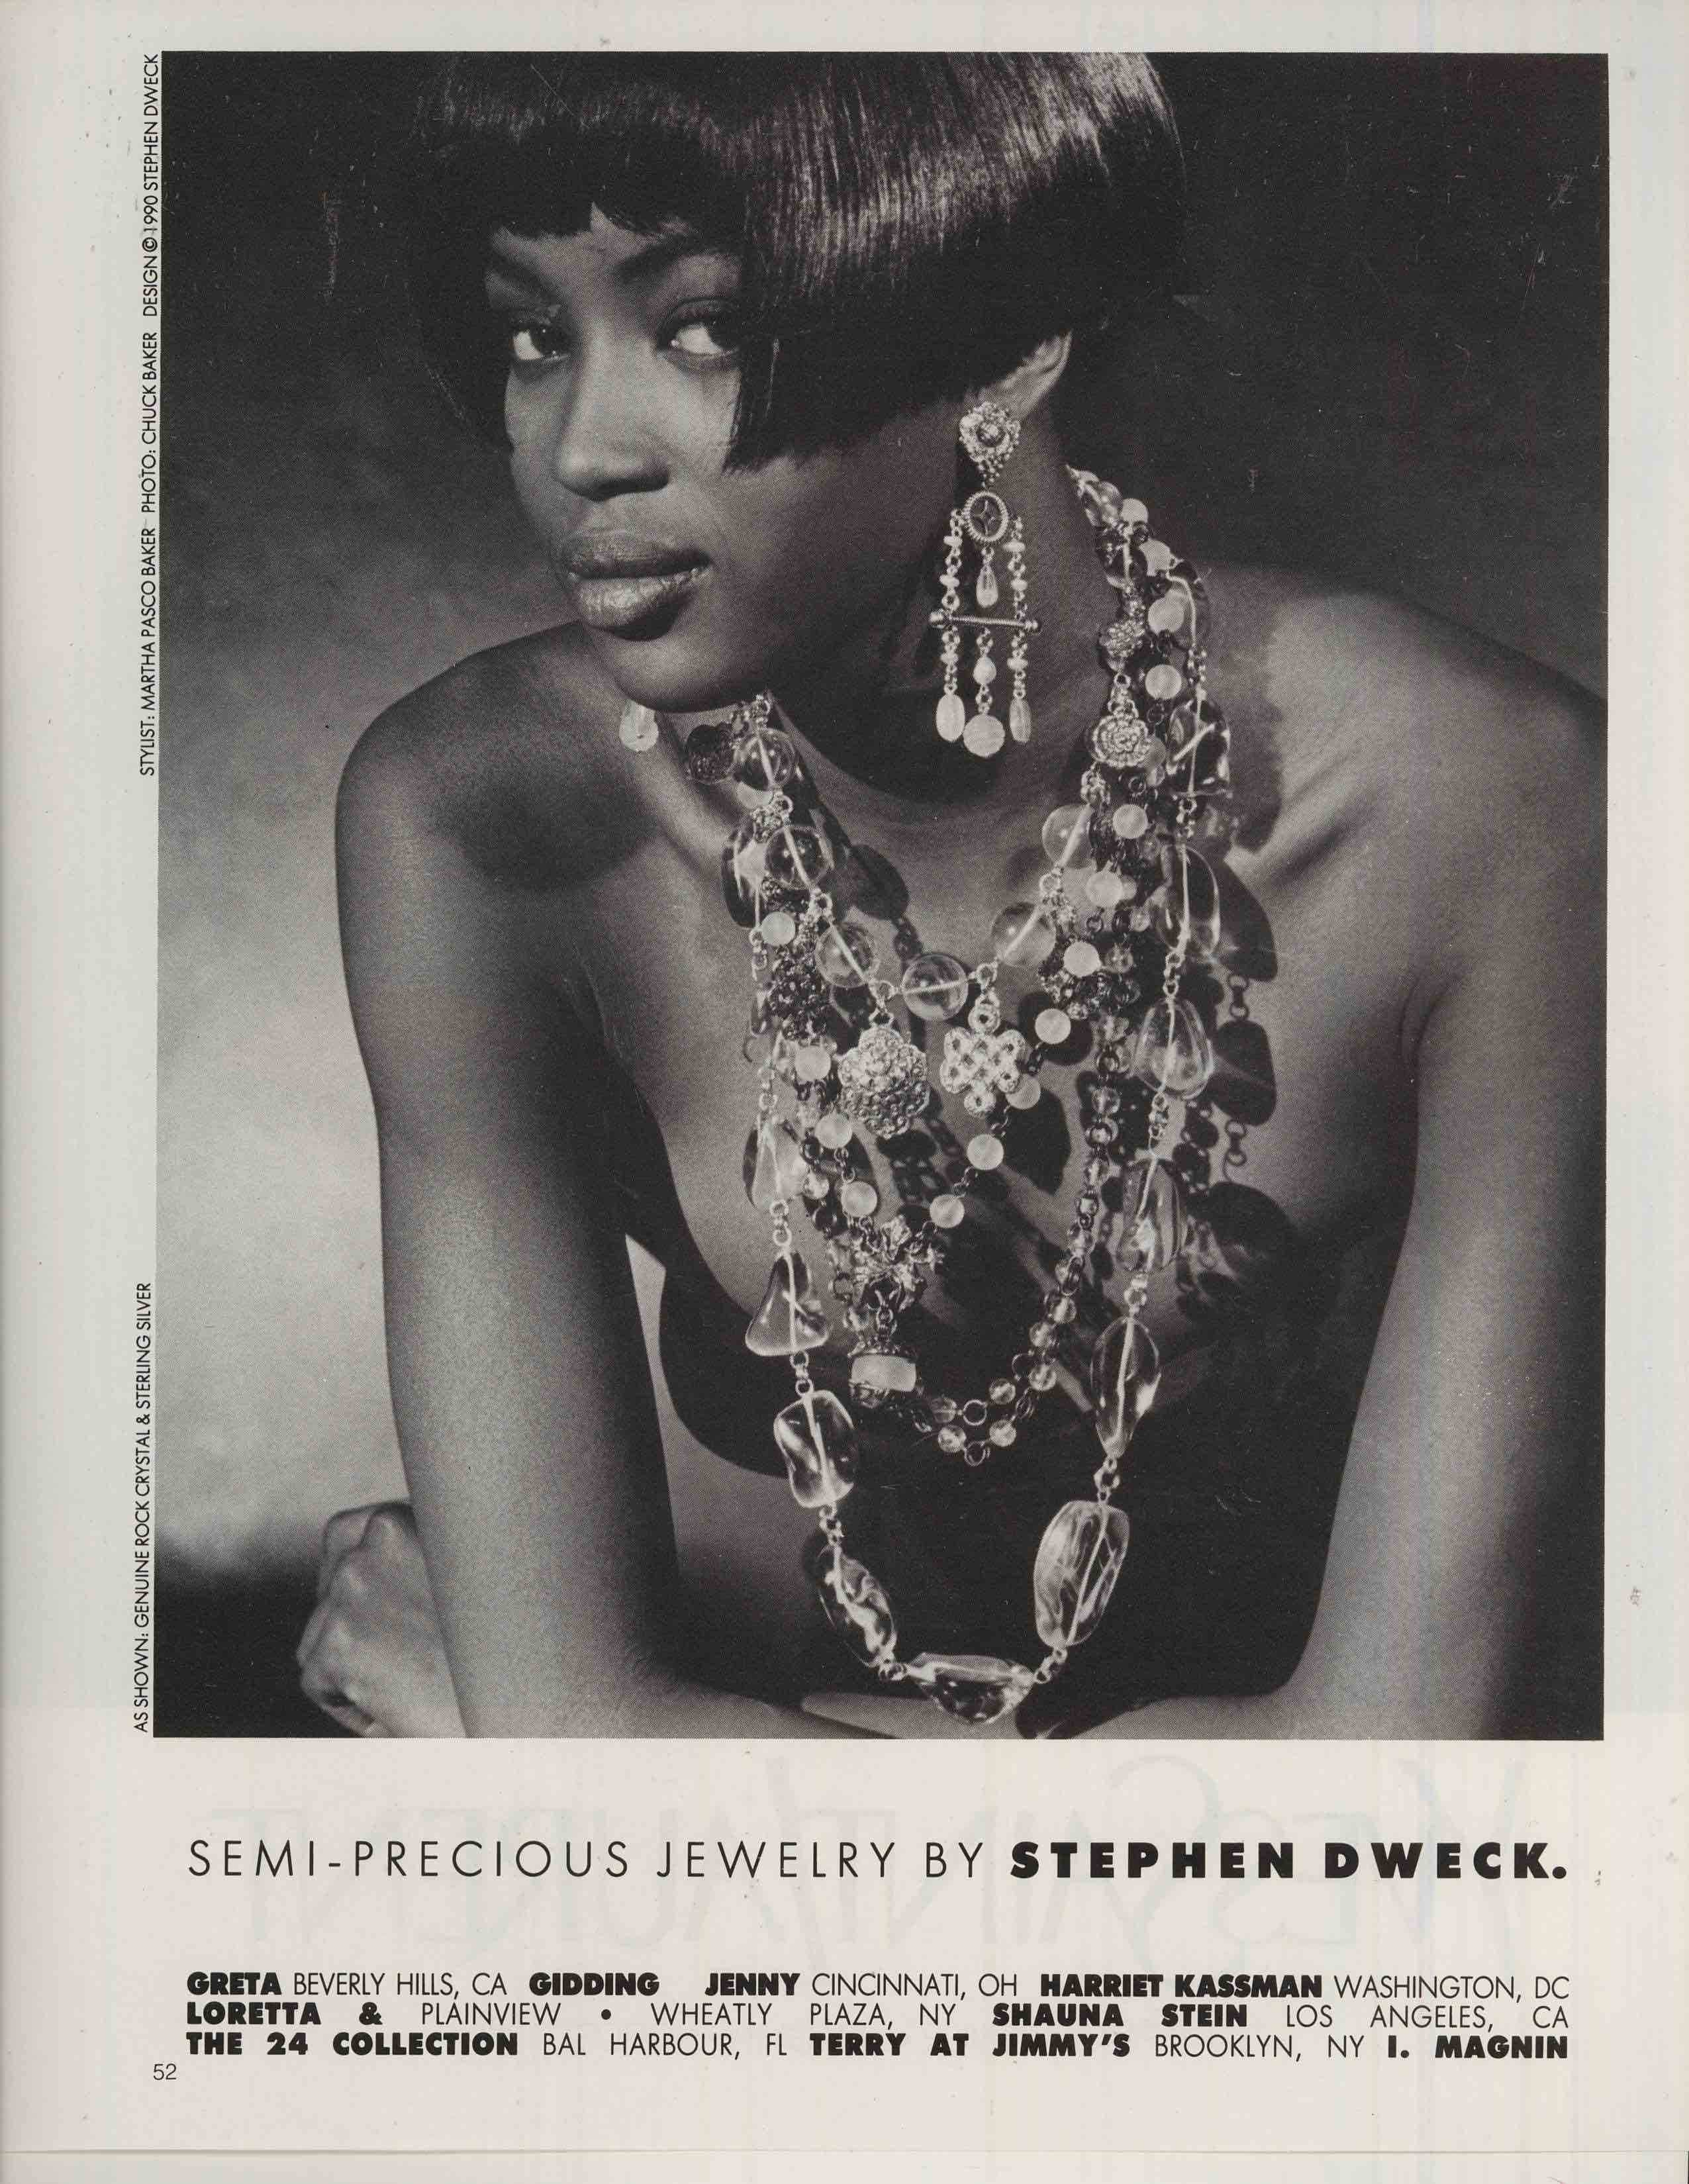 STYLIST: MARTHA PASCO BAKER PHOTO: CHUCK BAKER DESIGN © 1990 STEPHEN DWECK
AS SHOWN: GENUINE ROCK CRYSTAL & STERLING SILVER
SEMI-PRECIOUS JEWELRY BY STEPHEN DWECK.
GRETA BEVERLY HILLS, CA GIDDING JENNY CINCINNATI, OH HARRIET KASSMAN WASHINGTON, DC
LORETTA & PLAINVIEW • WHEATLY PLAZA, NY SHAUNA STEIN LOS ANGELES, CA
THE 24 COLLECTION BAL HARBOUR, FL TERRY AT JIMMY'S BROOKLYN, NY I. MAGNIN
52